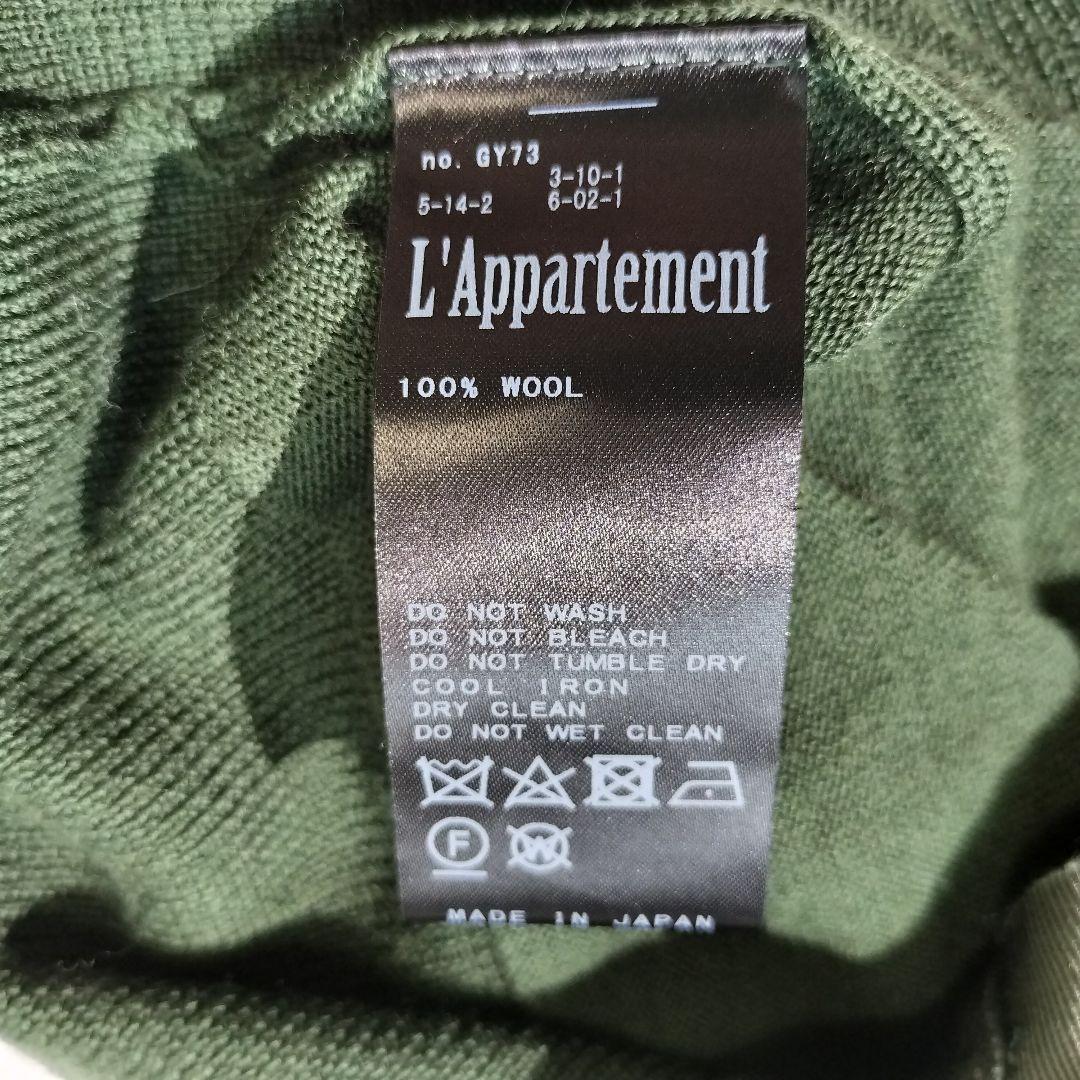 no. GY73
3-10-1
5-14-2 6-02-1
L'Appartement
100% WOOL
DO NOT WASH
DO NOT BLEACH
DO NOT TUMBLE DRY
COOL IRON
DRY CLEAN
DO NOT WET CLEAN
F W
MADE IN JAPAN